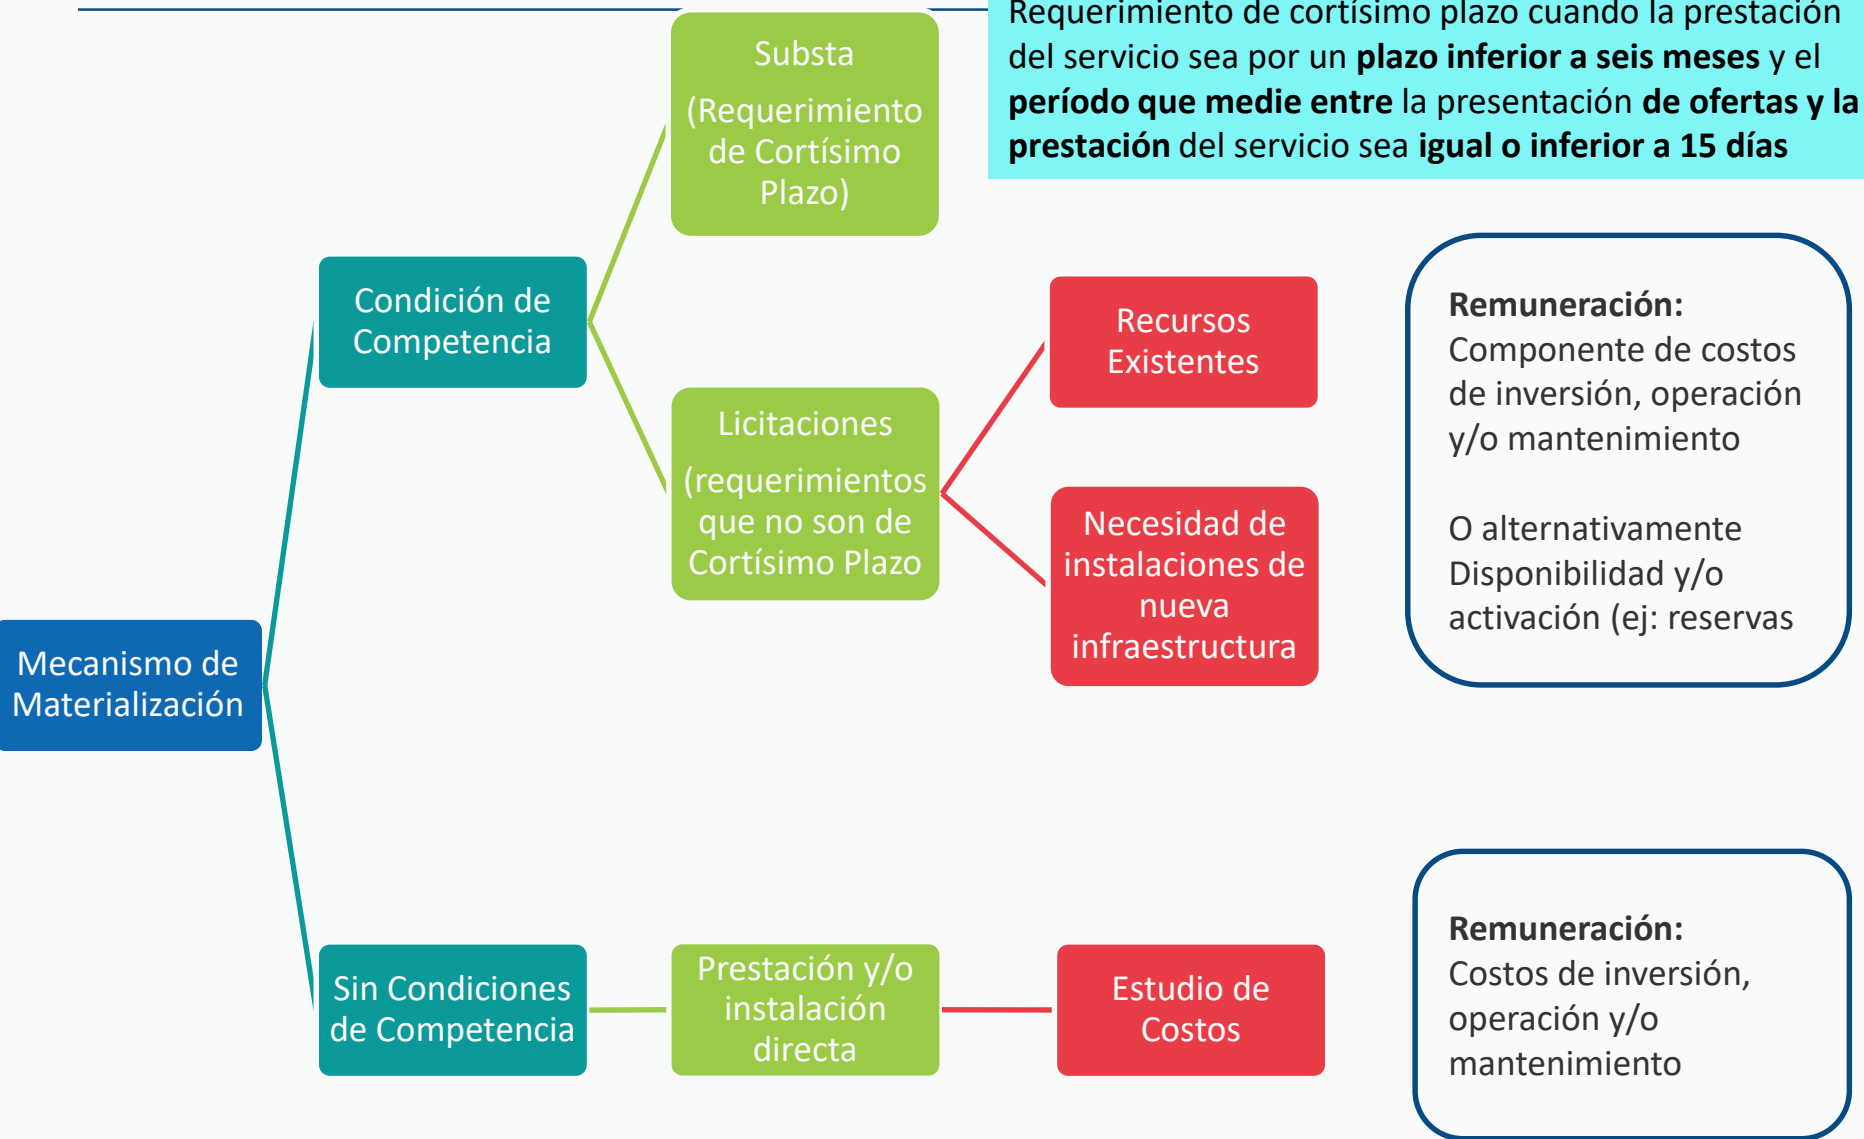 Requerimiento de cortísimo plazo cuando la prestación
del servicio sea por un plazo inferior a seis meses y el
período que medie entre la presentación de ofertas y la
prestación del servicio sea igual o inferior a 15 días
Substa
(Requerimiento
de Cortísimo
Plazo)
Condición de
Competencia
Recursos
Existentes
Licitaciones
(requerimientos
que no son de
Cortísimo Plazo
Necesidad de
instalaciones de
nueva
infraestructura
Remuneración:
Componente de costos
de inversión, operación
y/o mantenimiento
O alternativamente
Disponibilidad y/o
activación (ej: reservas
Mecanismo de
Materialización
Sin Condiciones
de Competencia
Prestación y/o
instalación
directa
Estudio de
Costos
Remuneración:
Costos de inversión,
operación y/o
mantenimiento